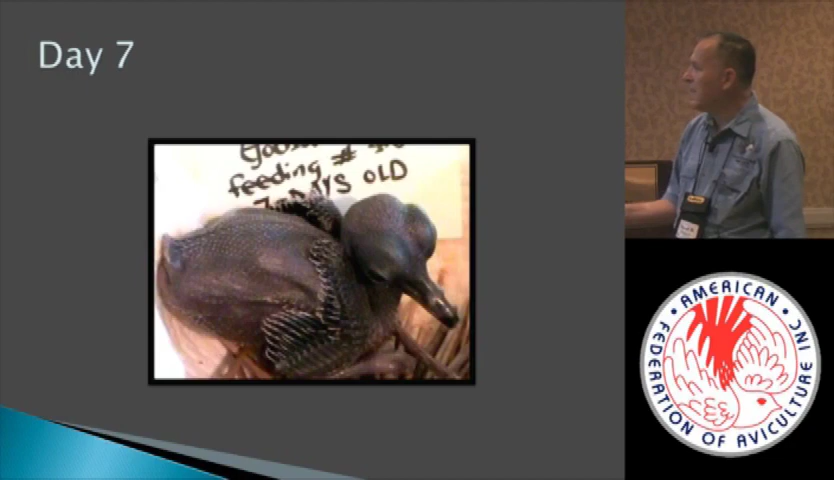 Day 7
feeding #
DAYS OLD
• AMERICAN •
FEDERATION OF AVICULTURE INC